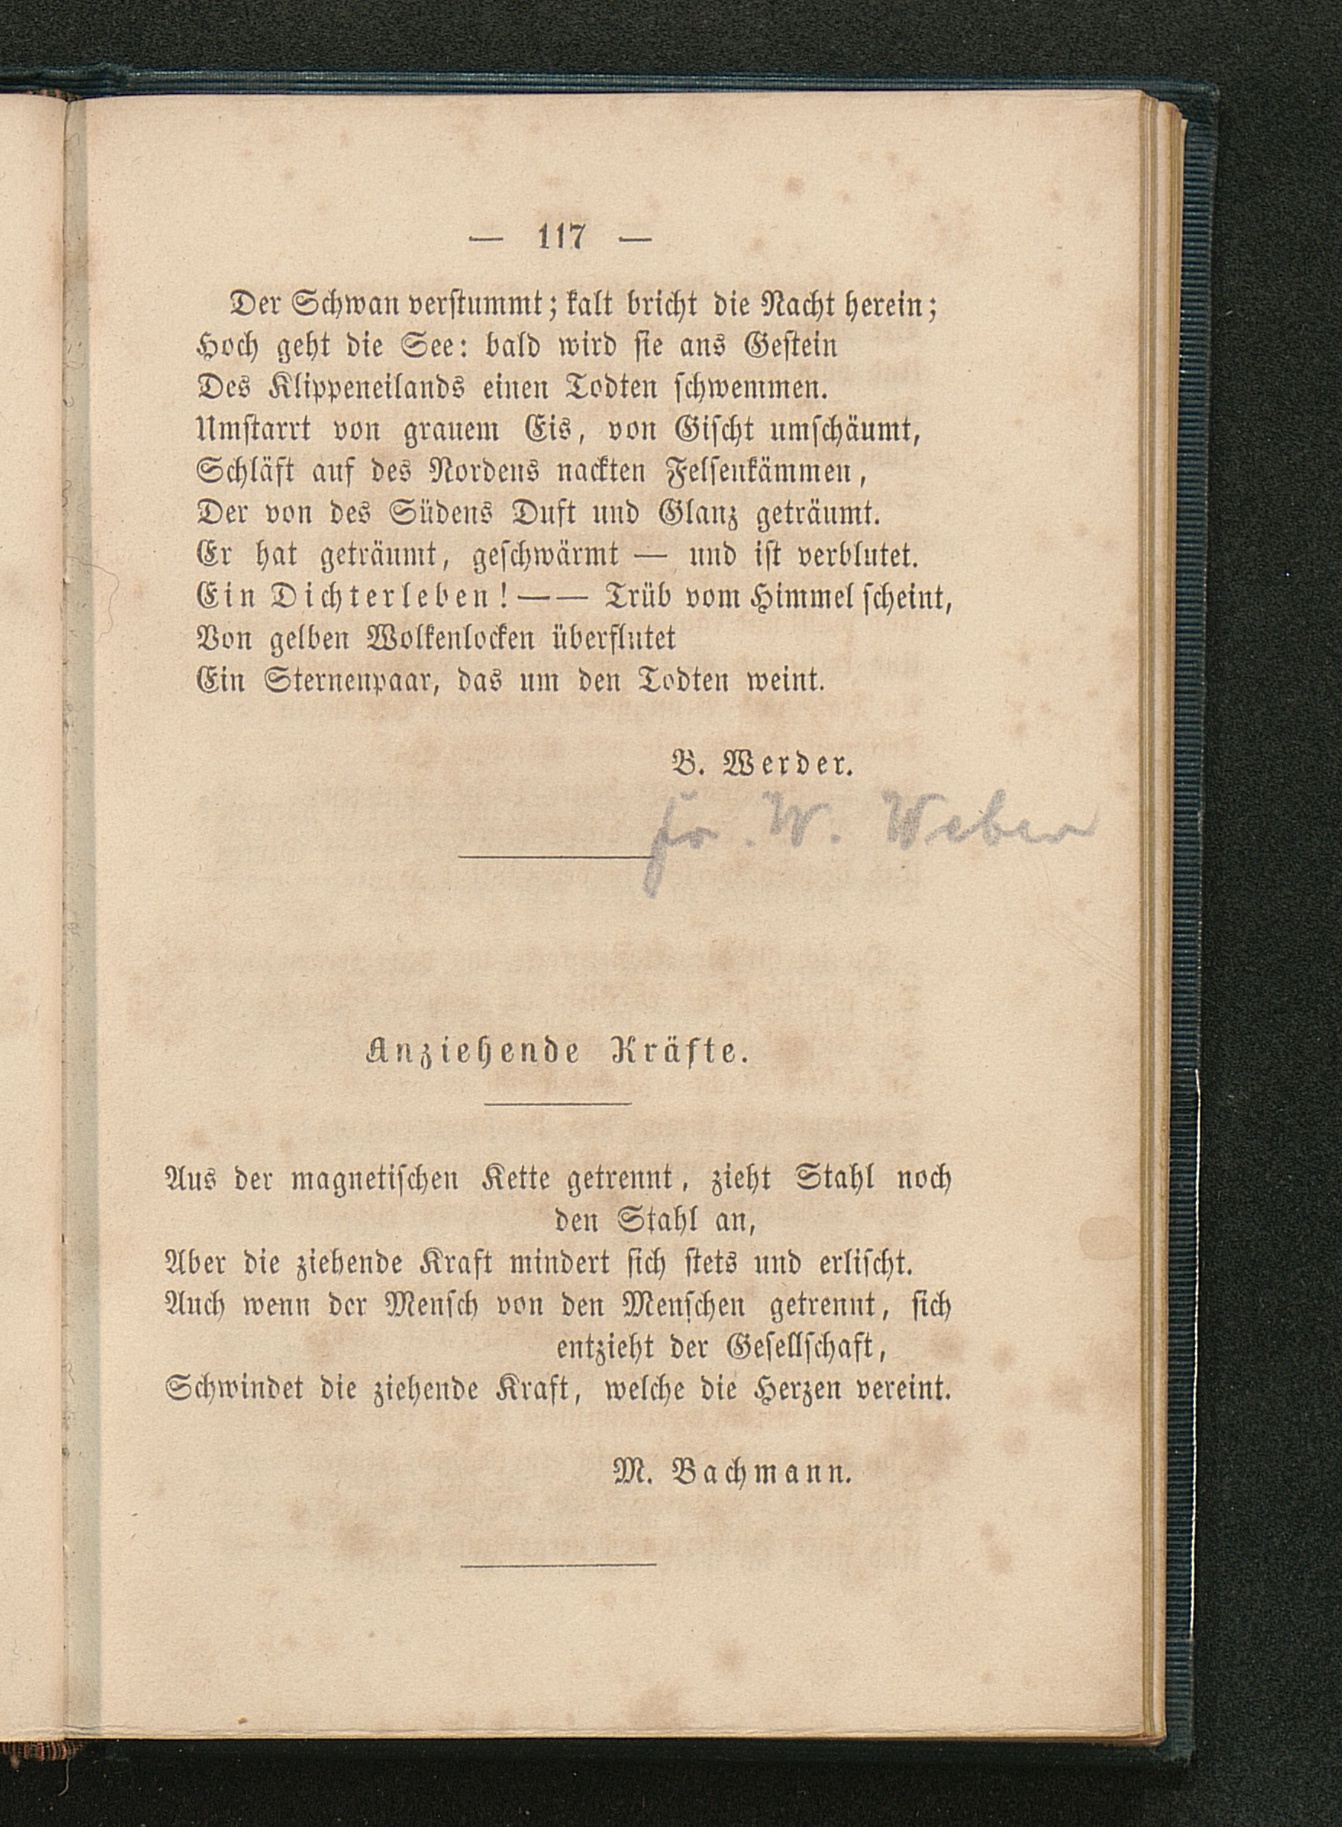 — 117 —
Der Schwan verstummt; kalt bricht die Nacht herein;
Hoch geht die See: bald wird sie ans Gestein
Des Klippeneilands einen Todten schwemmen.
Umstarrt von grauem Eis, von Gischt umschäumt,
Schläft auf des Nordens nackten Felsenkämmen,
Der von des Südens Duft und Glanz geträumt.
Er hat geträumt, geschwärmt — und ist verblutet.
Ein Dichterleben! — — Trüb vom Himmel scheint,
Von gelben Wolkenlocken überflutet
Ein Sternenpaar, das um den Todten weint.
B. Werder.
Fr. W. Weber
Anziehende Kräfte.
Aus der magnetischen Kette getrennt, zieht Stahl noch
den Stahl an,
Aber die ziehende Kraft mindert sich stets und erlischt.
Auch wenn der Mensch von den Menschen getrennt, sich
entzieht der Gesellschaft,
Schwindet die ziehende Kraft, welche die Herzen vereint.
M. Bachmann.